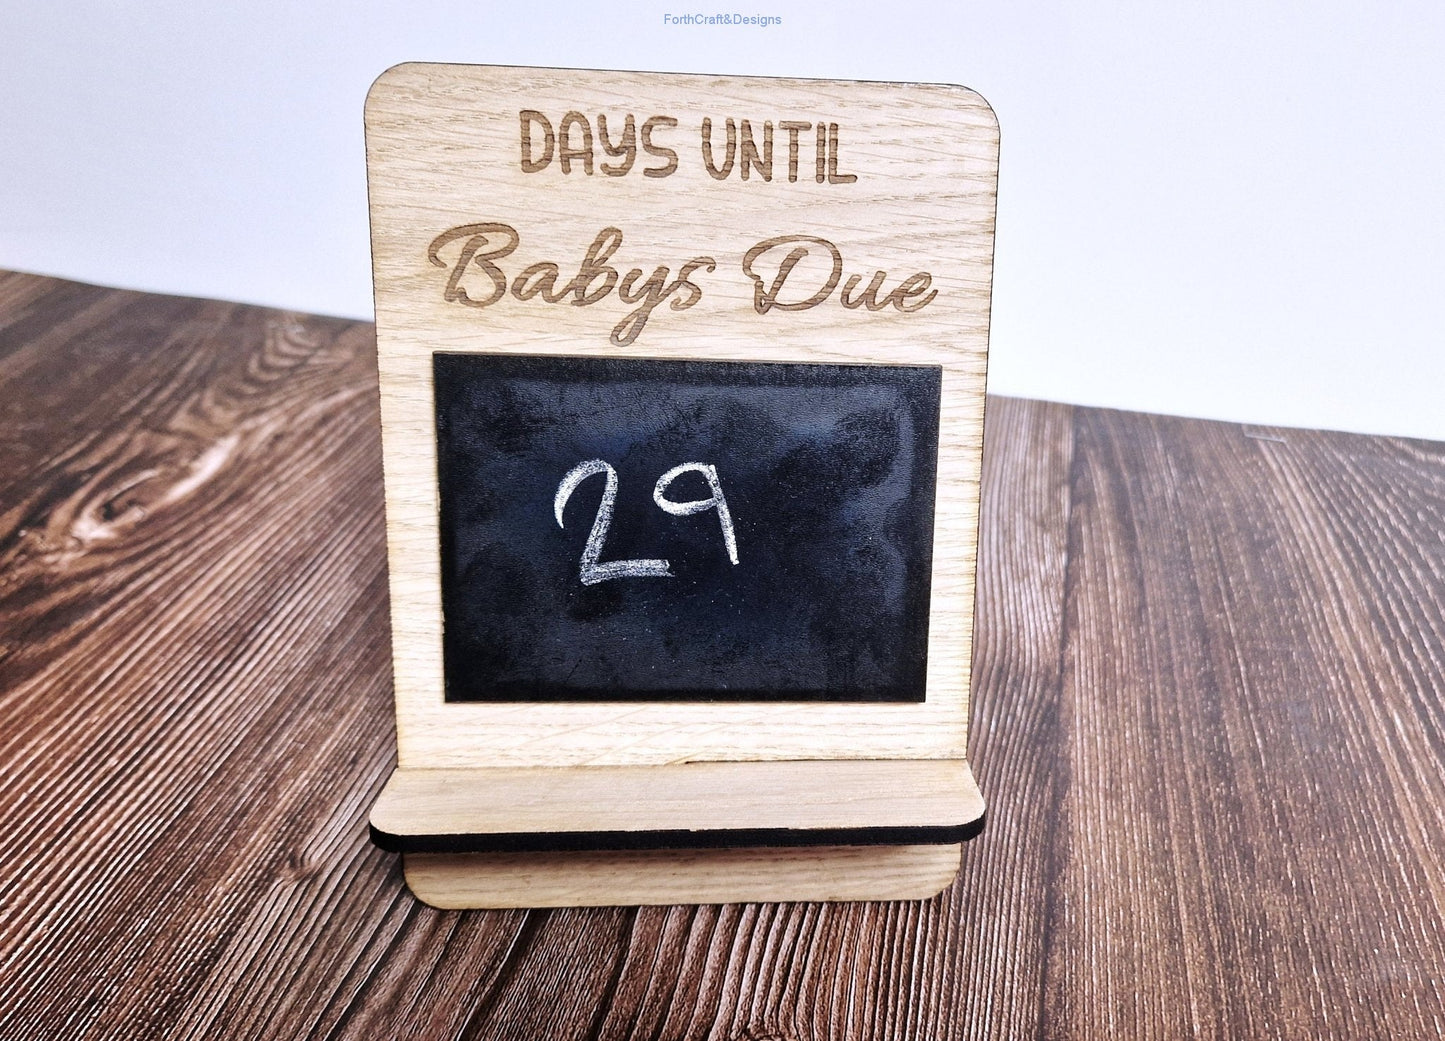 ForthCraft&Designs
DAYS UNTIL
Babys Due
29